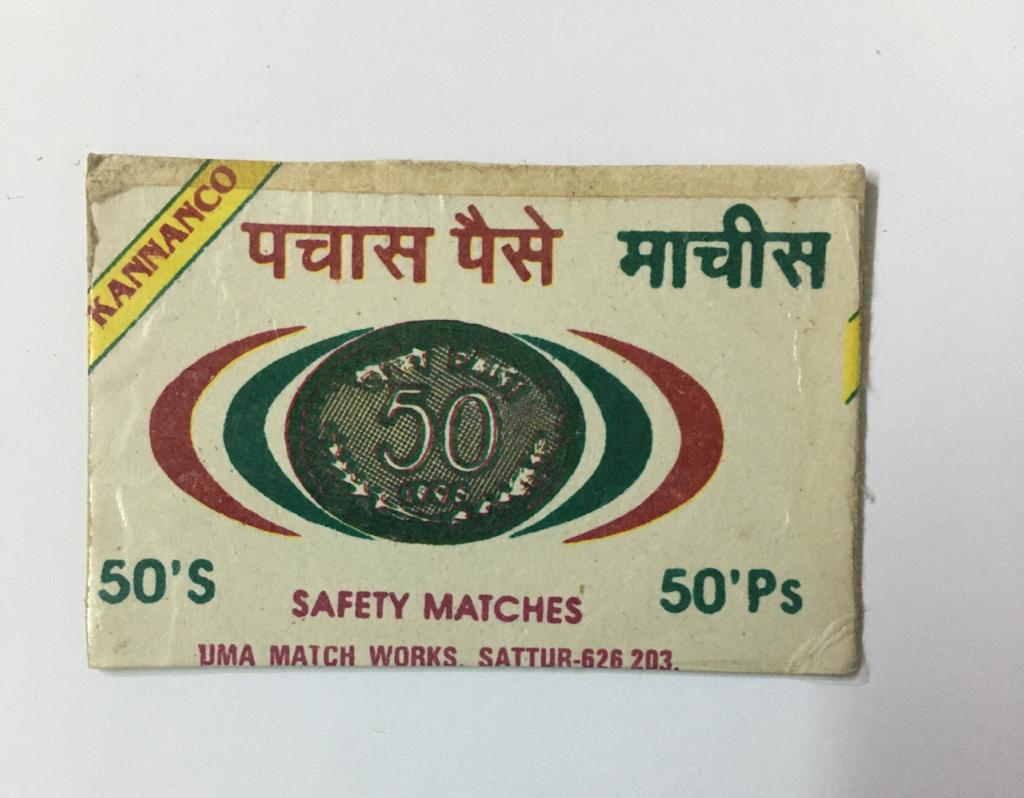 KANNANCO
पचास पैसे माचीस
50
50'S
50'Ps
SAFETY MATCHES
UMA MATCH WORKS. SATTUR-626 203.